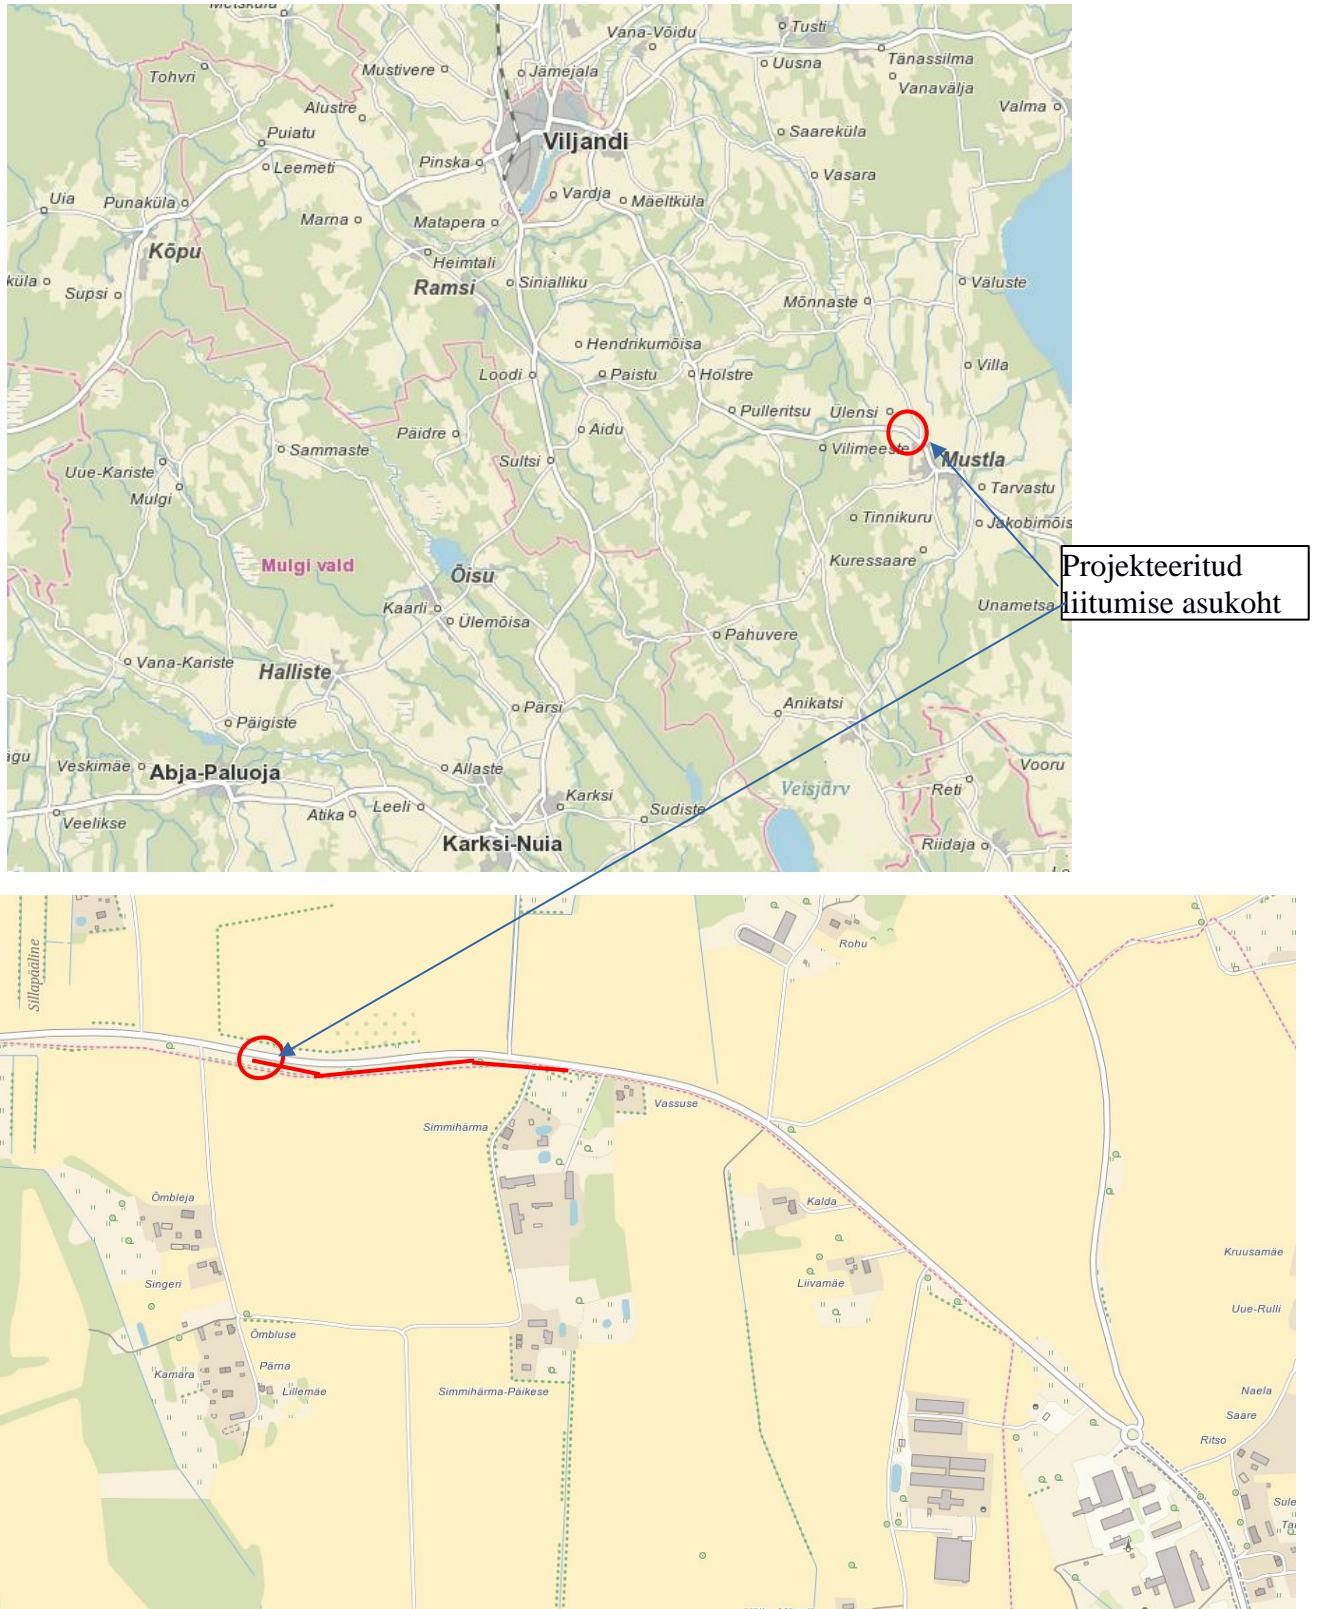 Metsküla
Vana-Võidu
Tusti
Tohvri
Mustivere
Jämejala
Uusna
Tänassilma
Vanavälja
Valma
Alustre
Puiatu
Viljandi
Saareküla
Leemeti
Pinska
Vasara
Uia
Punaküla
Vardja
Mäeltküla
Marna
Matapera
Kõpu
Heimtali
küla
Supsi
Ramsi
Sinialliku
Väluste
Mõnnaste
Hendrikumõisa
Loodi
Paistu
Holstre
Villa
Pulleritsu
Ülensi
Päidre
Aidu
Sammaste
Vilimeeste
Mustla
Uue-Kariste
Sultsi
Mulgi
Tarvastu
Tinnikuru
Jakobimõis
Mulgi vald
Õisu
Kuressaare
Projekteeritud
liitumise asukoht
Kaarli
Ülemõisa
Unametsa
Pahuvere
Vana-Kariste
Halliste
Pärsi
Anikatsi
Päigiste
ägu
Veskimäe
Abja-Paluoja
Allaste
Vooru
Veisjärv
Reti
Karksi
Leeli
Atika
Sudiste
Veelikse
Karksi-Nuia
Riidaja
Sillapääline
Rohu
Vassuse
Simmihärma
Õmbleja
Kalda
Kruusamäe
Singeri
Liivamäe
Uue-Rulli
Õmbluse
Kamara
Pärna
Lillemäe
Simmihärma-Päikese
Naela
Saare
Ritso
Sule
Ta